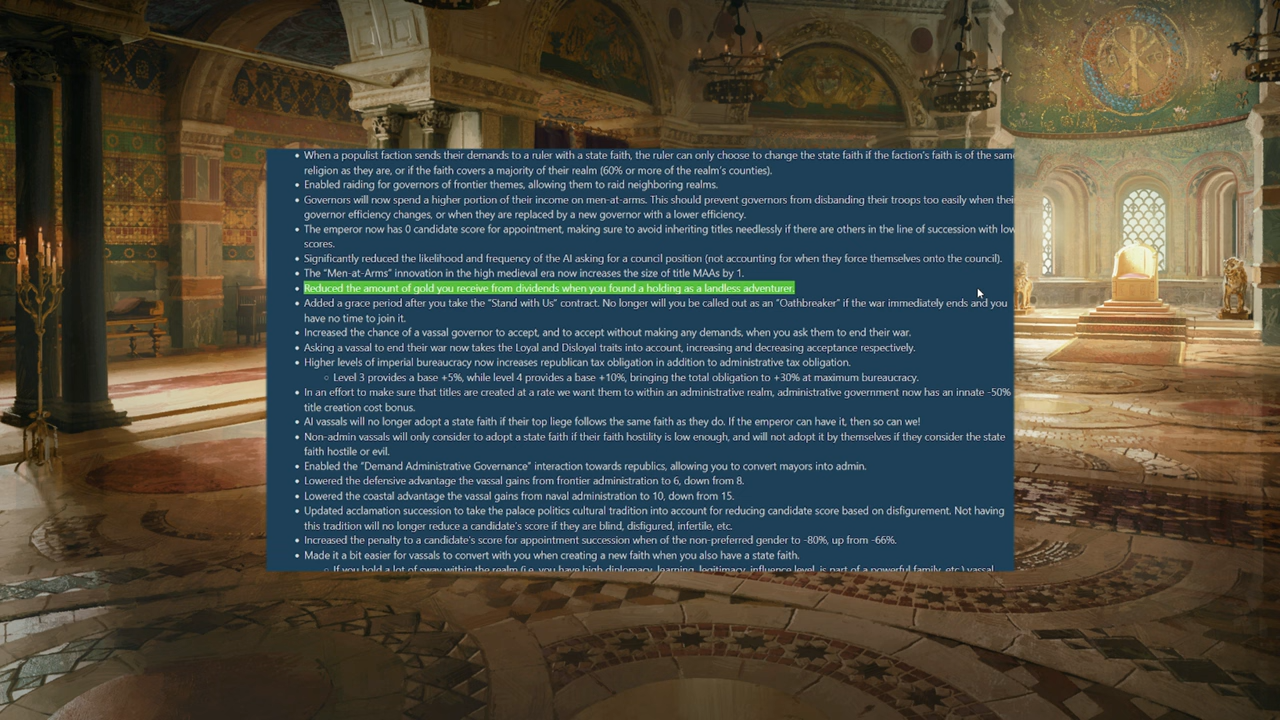 When a populist faction sends their demands to a ruler with a state faith, the ruler can only choose to change the state faith if the faction's faith is of the same
religion as they are, or if the faith covers a majority of their realm (60% or more of the realm's counties).
Enabled raiding for governors of frontier themes, allowing them to raid neighboring realms.
Governors will now spend a higher portion of their income on men-at-arms. This should prevent governors from disbanding their troops too easily when their
governor efficiency changes, or when they are replaced by a new governor with a lower efficiency.
The emperor now has 0 candidate score for appointment, making sure to avoid inheriting titles needlessly if there are others in the line of succession with low
scores.
Significantly reduced the likelihood and frequency of the AI asking for a council position (not accounting for when they force themselves onto the council).
The “Men-at-Arms” innovation in the high medieval era now increases the size of title MAAs by 1.
Reduced the amount of gold you receive from dividends when you found a holding as a landless adventurer.
Added a grace period after you take the “Stand with Us” contract. No longer will you be called out as an “Oathbreaker” if the war immediately ends and you
have no time to join it.
Increased the chance of a vassal governor to accept, and to accept without making any demands, when you ask them to end their war.
Asking a vassal to end their war now takes the Loyal and Disloyal traits into account, increasing and decreasing acceptance respectively.
Higher levels of imperial bureaucracy now increases republican tax obligation in addition to administrative tax obligation.
Level 3 provides a base +5%, while level 4 provides a base +10%, bringing the total obligation to +30% at maximum bureaucracy.
In an effort to make sure that titles are created at a rate we want them to within an administrative realm, administrative government now has an innate -50%
title creation cost bonus.
AI vassals will no longer adopt a state faith if their top liege follows the same faith as they do. If the emperor can have it, then so can we!
Non-admin vassals will only consider to adopt a state faith if their faith hostility is low enough, and will not adopt it by themselves if they consider the state
faith hostile or evil.
Enabled the “Demand Administrative Governance” interaction towards republics, allowing you to convert mayors into admin.
Lowered the defensive advantage the vassal gains from frontier administration to 6, down from 8.
Lowered the coastal advantage the vassal gains from naval administration to 10, down from 15.
Updated acclamation succession to take the palace politics cultural tradition into account for reducing candidate score based on disfigurement. Not having
this tradition will no longer reduce a candidate's score if they are blind, disfigured, infertile, etc.
Increased the penalty to a candidate's score for appointment succession when of the non-preferred gender to -80%, up from -66%.
Made it a bit easier for vassals to convert with you when creating a new faith when you also have a state faith.
If you hold a lot of sway within the realm (i.e. you have high diplomacy, learning, legitimacy, influence level, is part of a powerful family, etc.) vassal